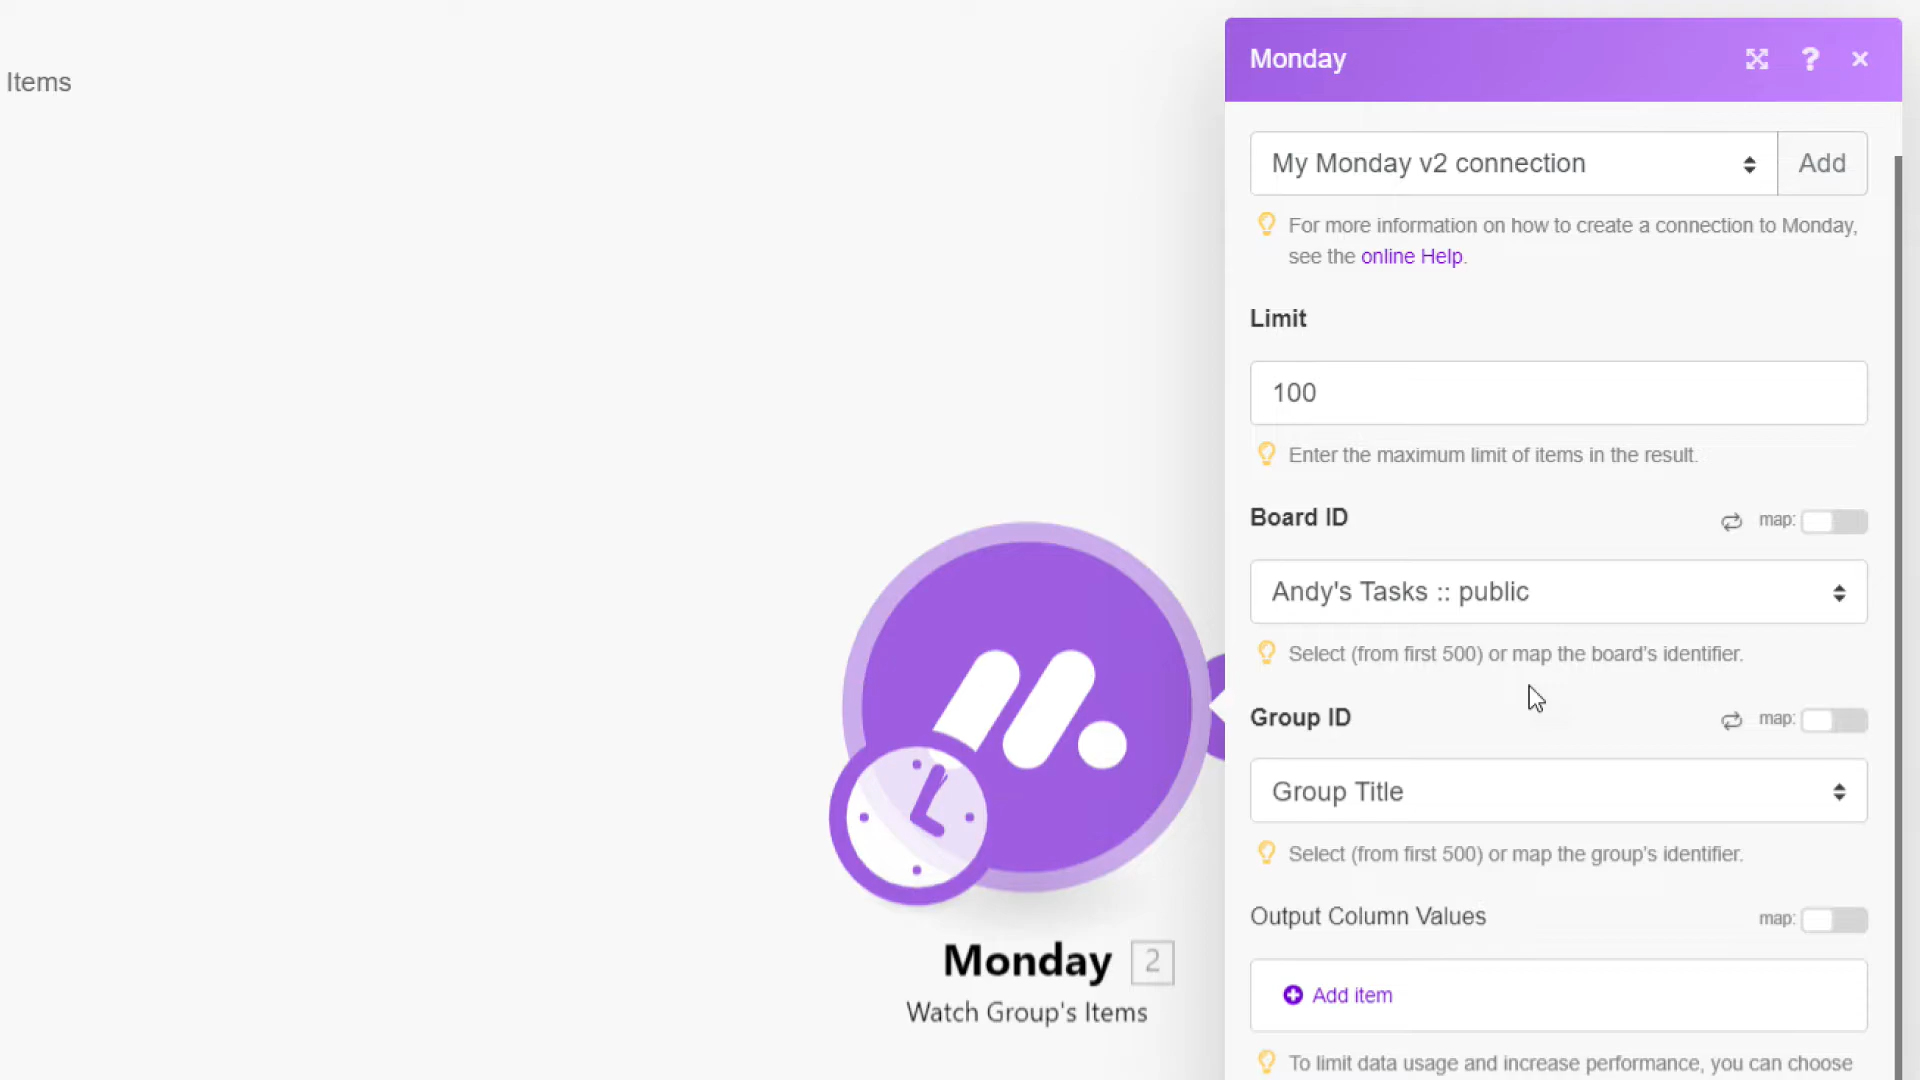 Items
Monday
?
My Monday v2 connection
Add
For more information on how to create a connection to Monday,
see the online Help.
Limit
100
Enter the maximum limit of items in the result.
Board ID
map:
Andy's Tasks :: public
Select (from first 500) or map the board's identifier.
Group ID
map:
Group Title
Select (from first 500) or map the group's identifier.
Output Column Values
map:
Add item
To limit data usage and increase performance, you can choose
Monday 2
Watch Group's Items